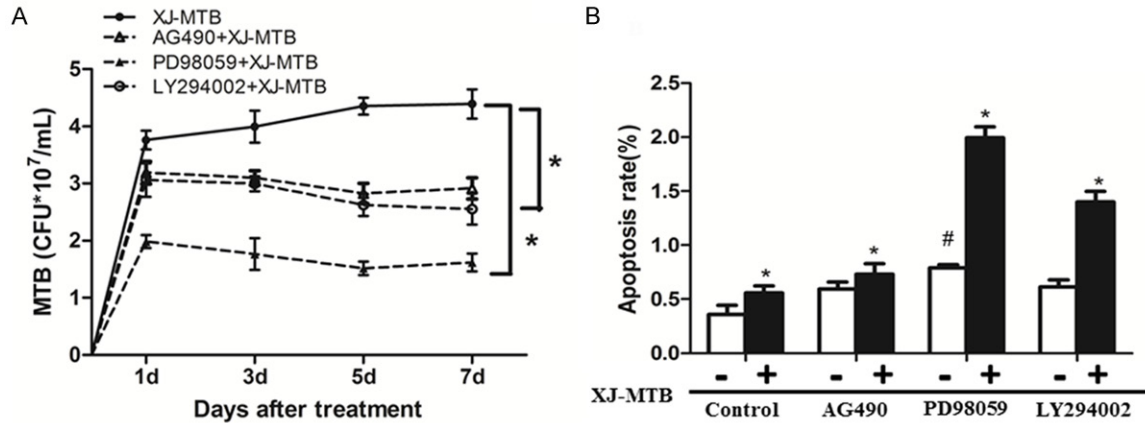 A
XJ-MTB
AG490+XJ-MTB
PD98059+XJ-MTB
LY294002+XJ-MTB
MTB (CFU*10^7/mL)
5
4
3
2
1
0
*
*
1d 3d 5d 7d
Days after treatment
B
Apoptosis rate(%)
2.5
2.0
1.5
1.0
0.5
0.0
* * # * *
- + - + - + - +
XJ-MTB
Control AG490 PD98059 LY294002